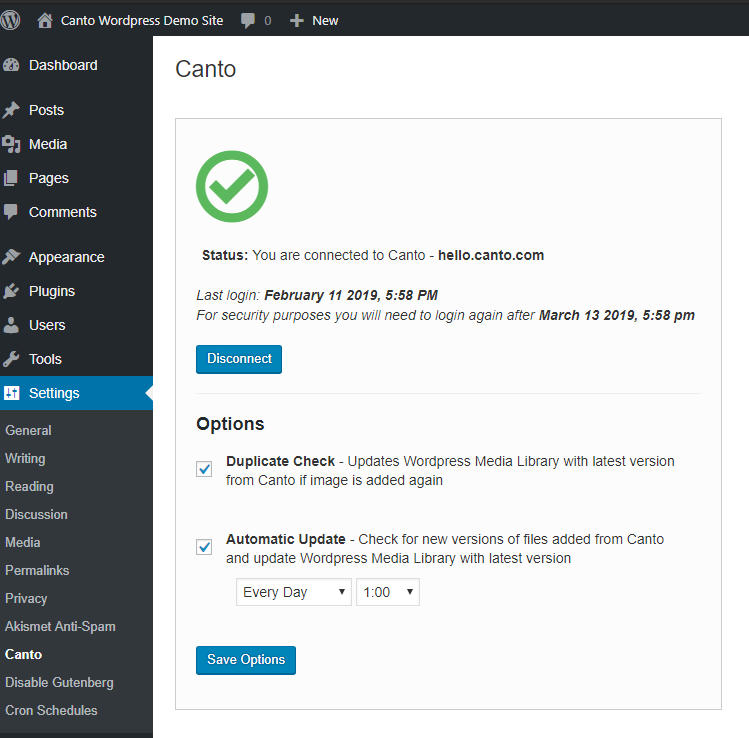 Canto Wordpress Demo Site 0 New
Dashboard
Posts
Media
Pages
Comments
Appearance
Plugins
Users
Tools
Settings
General
Writing
Reading
Discussion
Media
Permalinks
Privacy
Akismet Anti-Spam
Canto
Disable Gutenberg
Cron Schedules
Canto
Status: You are connected to Canto - hello.canto.com
Last login: February 11 2019, 5:58 PM
For security purposes you will need to login again after March 13 2019, 5:58 pm
Disconnect
Options
Duplicate Check - Updates Wordpress Media Library with latest version
from Canto if image is added again
Automatic Update - Check for new versions of files added from Canto
and update Wordpress Media Library with latest version
Every Day 1:00
Save Options